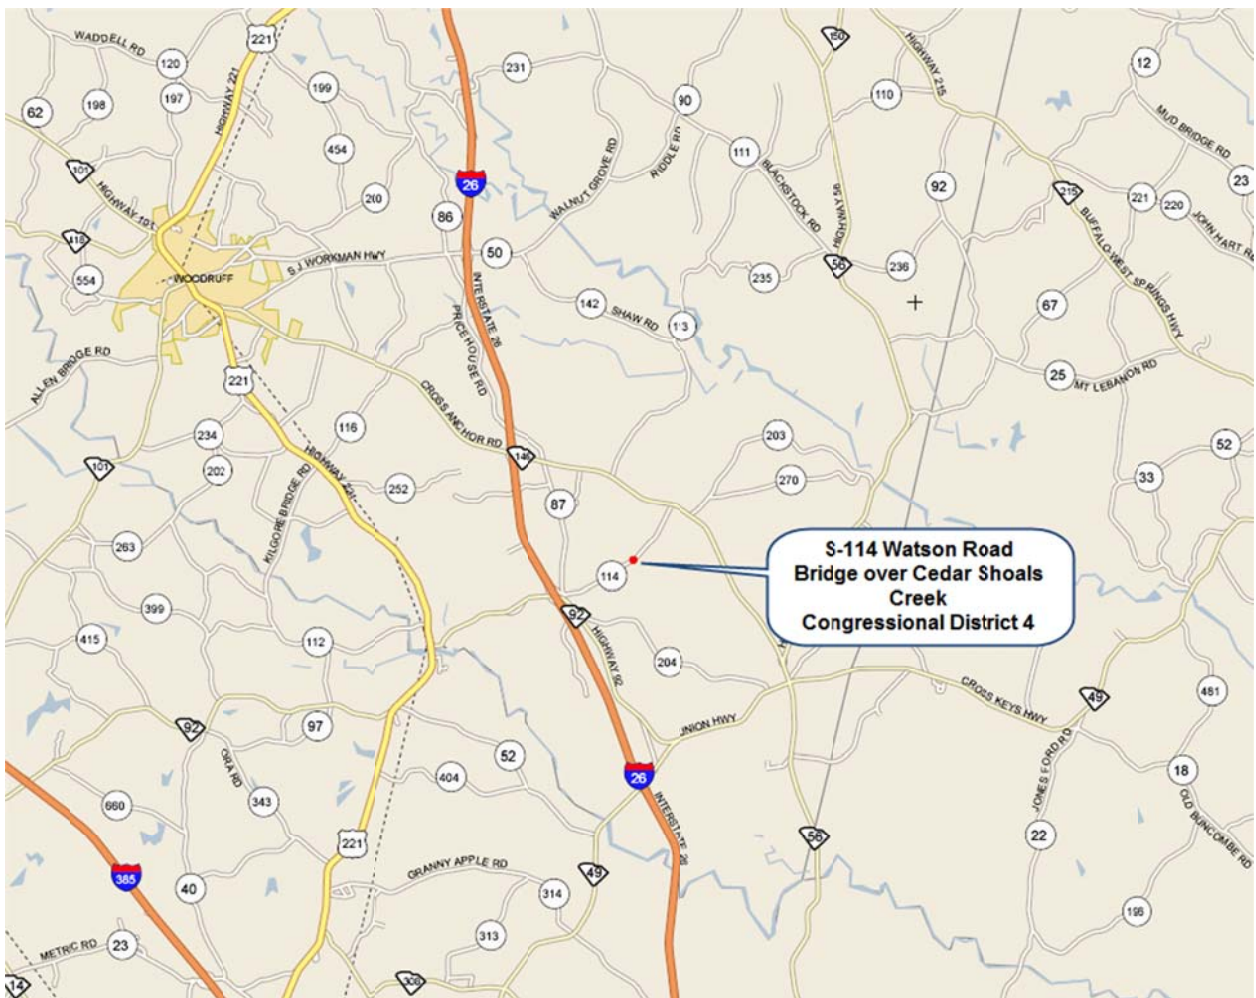 WADDELL RD
221
120
198
197
62
HIGHWAY 221
199
231
150
HIGHWAY 215
12
90
110
MUD BRIDGE RD
454
111
RIDDLE RD
WALNUT GROVE RD
BLACKSTOCK RD
101
HIGHWAY 101
26
92
215
23
221
220
JOHN HART RD
200
86
HIGHWAY 56
BUFFALO-WEST SPRINGS HWY
418
50
S J WORKMAN HWY
56
236
554
WOODRUFF
235
142
SHAW RD
113
67
INTERSTATE 26
PRICE HOUSE RD
ALLEN BRIDGE RD
221
25
MT LEBANON RD
CROSS ANCHOR RD
234
116
203
52
101
202
HIGHWAY 221
146
33
252
270
KILGORE BRIDGE RD
87
263
S-114 Watson Road
Bridge over Cedar Shoals
Creek
Congressional District 4
114
399
92
415
112
HIGHWAY 92
204
481
CROSS KEYS HWY
49
92
97
UNION HWY
ORA RD
52
404
26
18
JONES FORD RD
660
343
INTERSTATE 26
OLD BUNCOMBE RD
221
56
22
385
40
GRANNY APPLE RD
49
314
196
METRIC RD
23
313
308
14